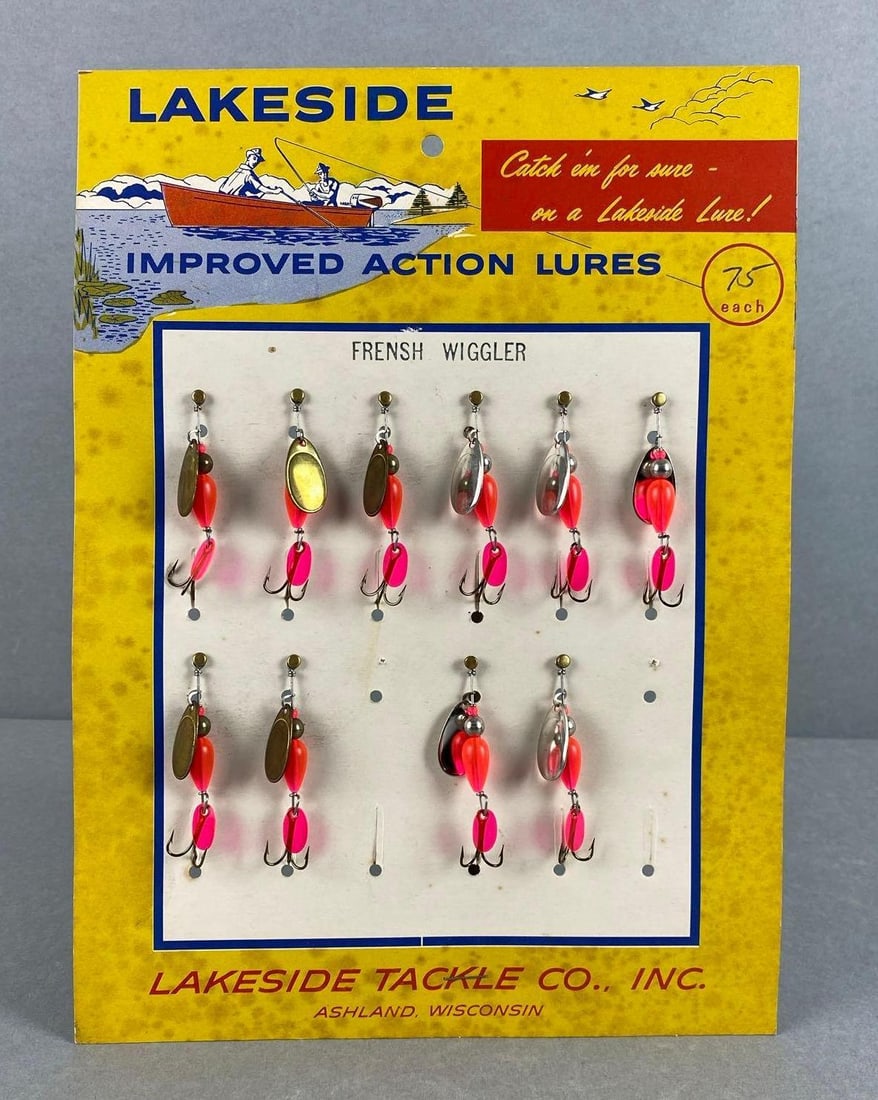 LAKESIDE
Catch 'em for sure -
on a Lakeside Lure!
IMPROVED ACTION LURES
75
each
FRENSH WIGGLER
LAKESIDE TACKLE CO., INC.
ASHLAND, WISCONSIN